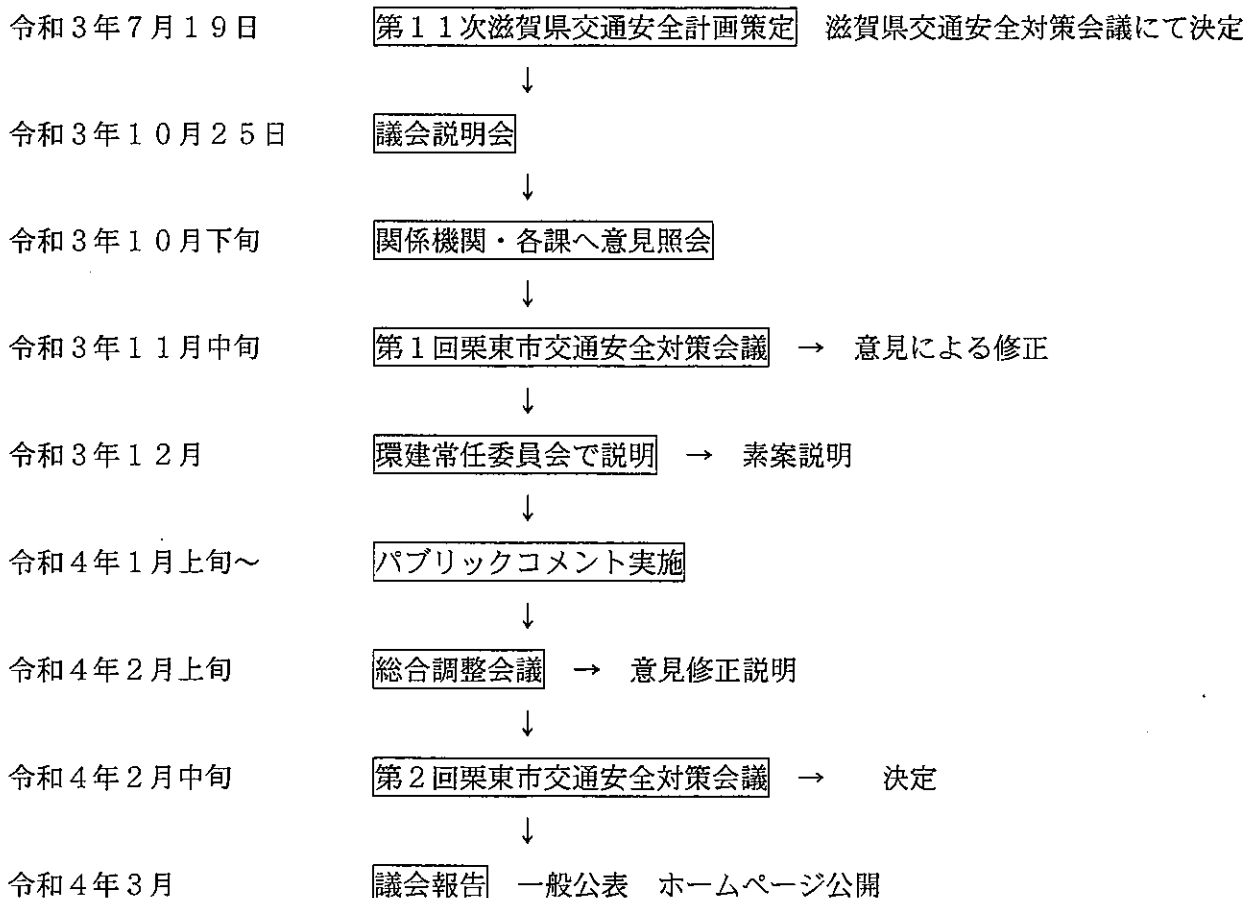 令和3年7月19日 第11次滋賀県交通安全計画策定 滋賀県交通安全対策会議にて決定
↓
令和3年10月25日 議会説明会
↓
令和3年10月下旬 関係機関・各課へ意見照会
↓
令和3年11月中旬 第1回栗東市交通安全対策会議 → 意見による修正
↓
令和3年12月 環建常任委員会で説明 → 素案説明
↓
令和4年1月上旬～ パブリックコメント実施
↓
令和4年2月上旬 総合調整会議 → 意見修正説明
↓
令和4年2月中旬 第2回栗東市交通安全対策会議 → 決定
↓
令和4年3月 議会報告 一般公表 ホームページ公開